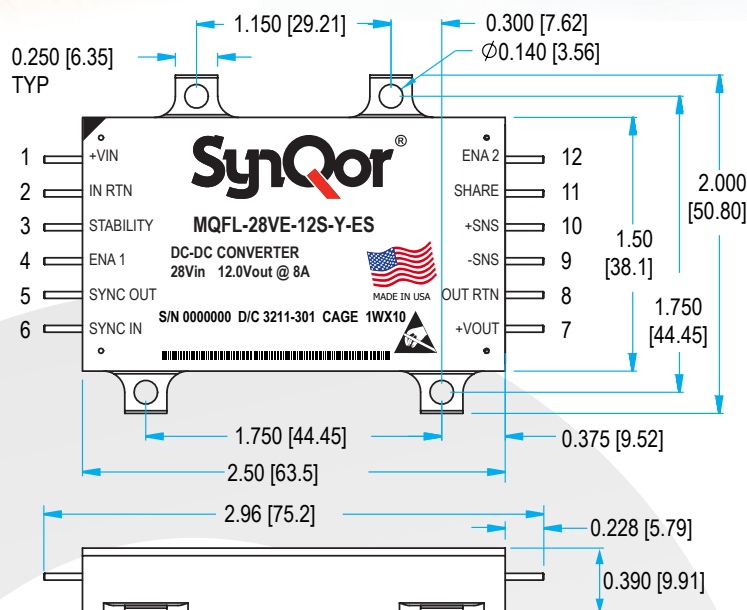 1.150 [29.21]
0.300 [7.62]
0.250 [6.35]
TYP
Ø0.140 [3.56]
SynQor®
1 +VIN
2 IN RTN
3 STABILITY
4 ENA 1
5 SYNC OUT
6 SYNC IN
MQFL-28VE-12S-Y-ES
DC-DC CONVERTER
28Vin 12.0Vout @ 8A
MADE IN USA
S/N 0000000 D/C 3211-301 CAGE 1WX10
ENA 2 12
SHARE 11
+SNS 10
-SNS 9
OUT RTN 8
+VOUT 7
2.000
[50.80]
1.50
[38.1]
1.750
[44.45]
1.750 [44.45]
0.375 [9.52]
2.50 [63.5]
2.96 [75.2]
0.228 [5.79]
0.390 [9.91]